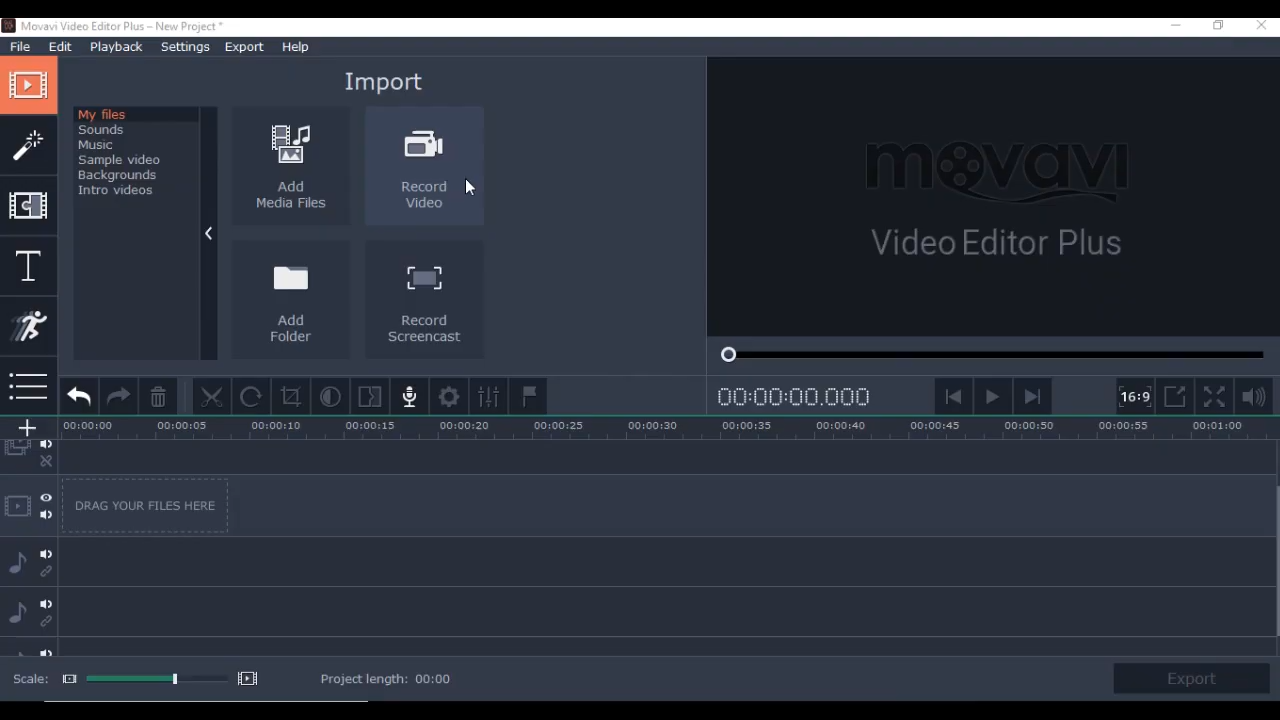 Movavi Video Editor Plus – New Project *
File Edit Playback Settings Export Help
Import
My files
Sounds
Music
Sample video
Backgrounds
Intro videos
Add
Media Files
Record
Video
Add
Folder
Record
Screencast
movavi
Video Editor Plus
00:00:00.000
16:9
00:00:00 00:00:05 00:00:10 00:00:15 00:00:20 00:00:25 00:00:30 00:00:35 00:00:40 00:00:45 00:00:50 00:00:55 00:01:00
DRAG YOUR FILES HERE
Scale:
Project length: 00:00
Export